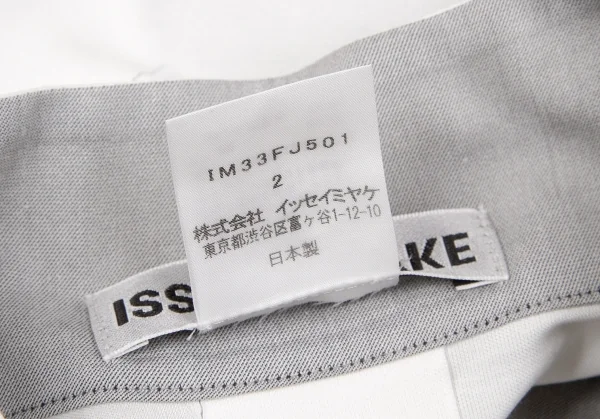 IM33FJ501
2
株式会社 イッセイミヤケ
東京都渋谷区富ヶ谷1-12-10
日本製
ISS KE